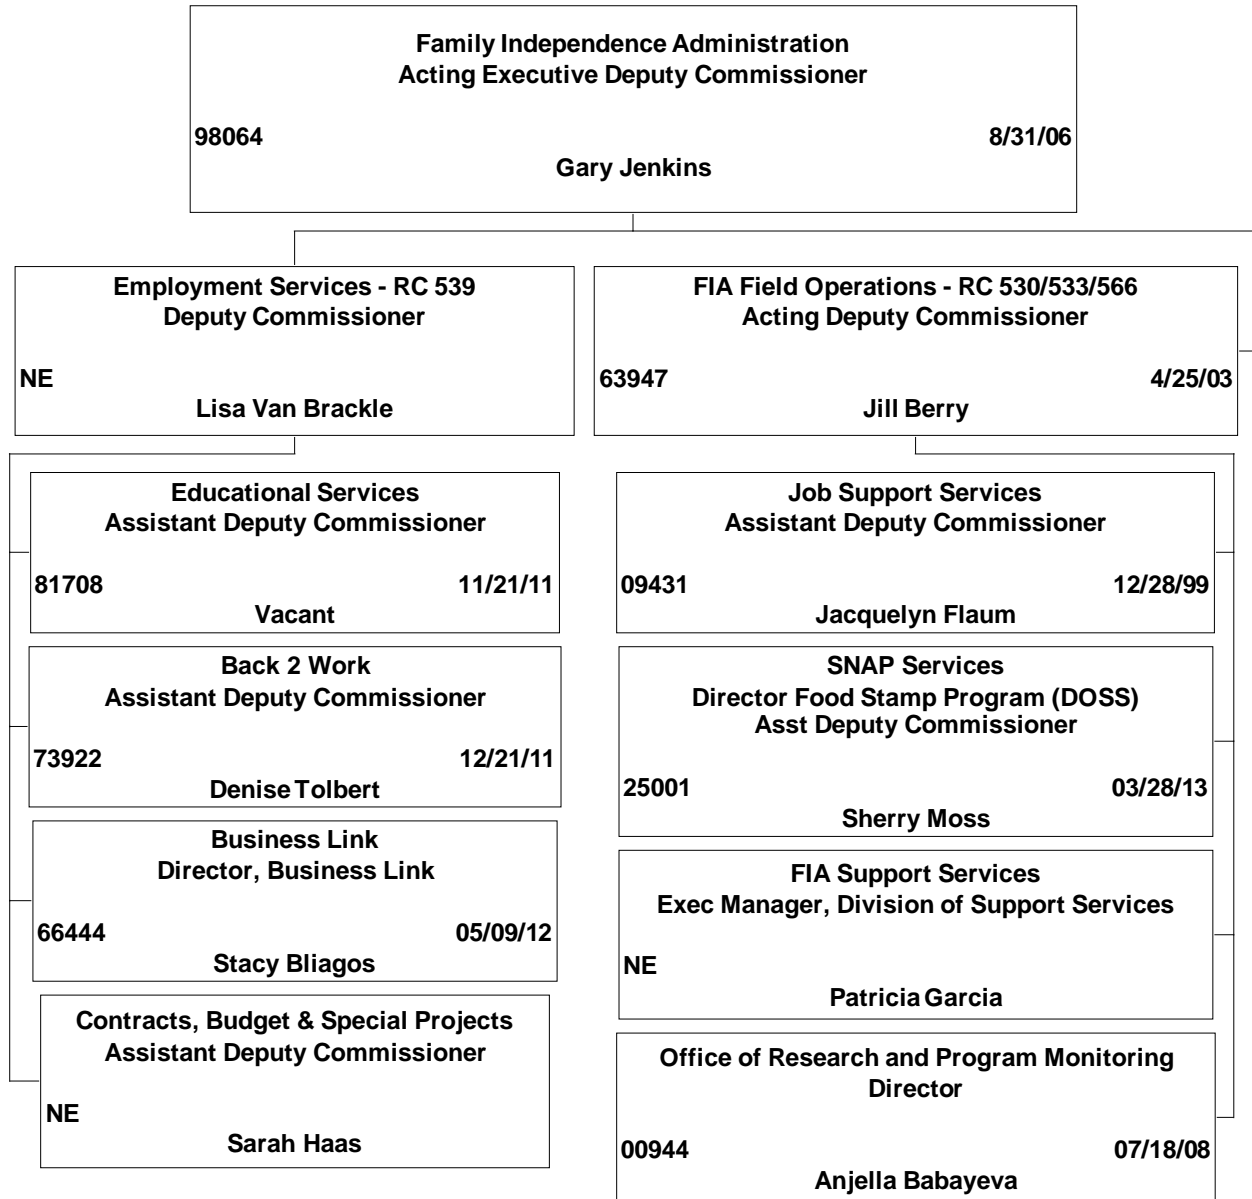 Family Independence Administration
Acting Executive Deputy Commissioner
98064 8/31/06
Gary Jenkins
Employment Services - RC 539
Deputy Commissioner
NE
Lisa Van Brackle
FIA Field Operations - RC 530/533/566
Acting Deputy Commissioner
63947 4/25/03
Jill Berry
Educational Services
Assistant Deputy Commissioner
81708 11/21/11
Vacant
Back 2 Work
Assistant Deputy Commissioner
73922 12/21/11
Denise Tolbert
Business Link
Director, Business Link
66444 05/09/12
Stacy Bliagos
Contracts, Budget & Special Projects
Assistant Deputy Commissioner
NE
Sarah Haas
Job Support Services
Assistant Deputy Commissioner
09431 12/28/99
Jacquelyn Flaum
SNAP Services
Director Food Stamp Program (DOSS)
Asst Deputy Commissioner
25001 03/28/13
Sherry Moss
FIA Support Services
Exec Manager, Division of Support Services
NE
Patricia Garcia
Office of Research and Program Monitoring
Director
00944 07/18/08
Anjella Babayeva